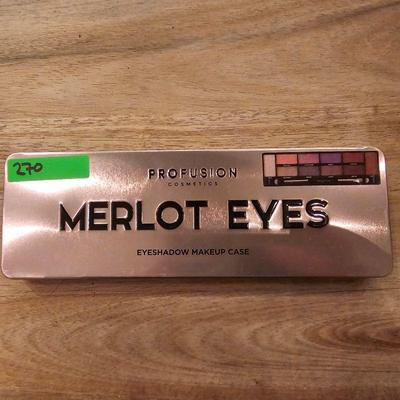 270
PROFUSION
COSMETICS
MERLOT EYES
EYESHADOW MAKEUP CASE